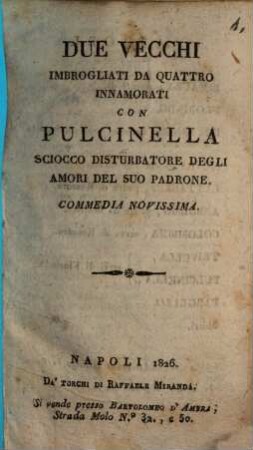 1.
DUE VECCHI
IMBROGLIATI DA QUATTRO
INNAMORATI
CON
PULCINELLA
SCIOCCO DISTURBATORE DEGLI
AMORI DEL SUO PADRONE.
COMMEDIA NOVISSIMA.
NAPOLI 1826.
DA' TORCHI DI RAFFAELE MIRANDA.
Si vende presso BARTOLOMEO D' AMBRA;
Strada Molo N.º 32., e 50.